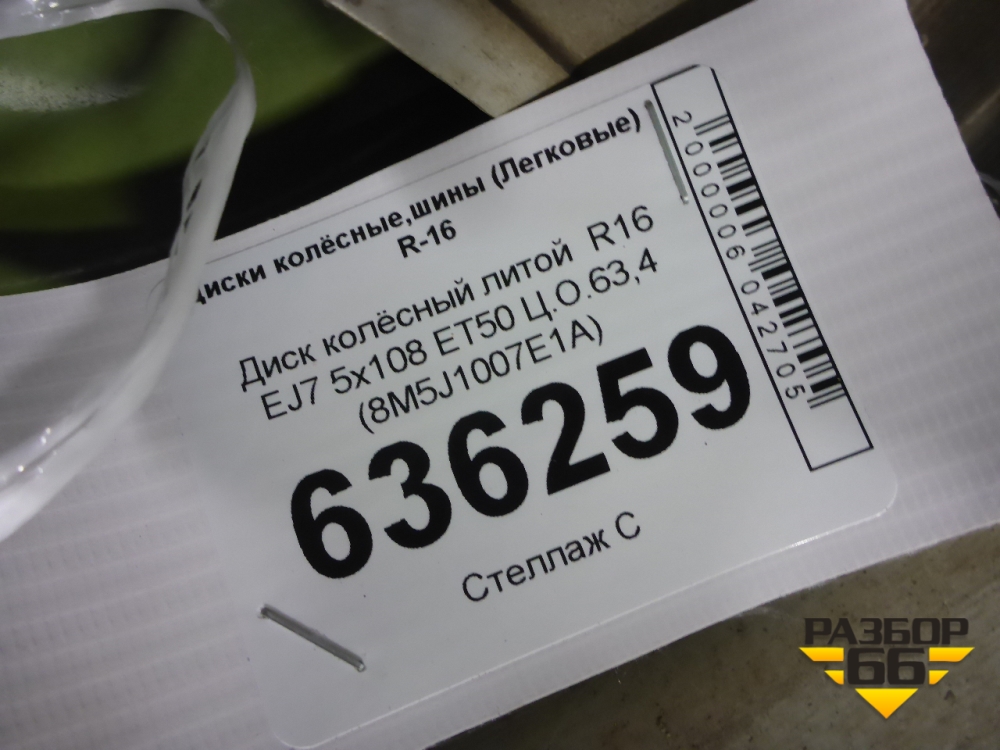 Диски колёсные,шины (Легковые)
R-16
Диск колёсный литой R16
EJ7 5x108 ET50 Ц.О.63,4
(8M5J1007E1A)
636259
Стеллаж С
2000006042705
РАЗБОР
66